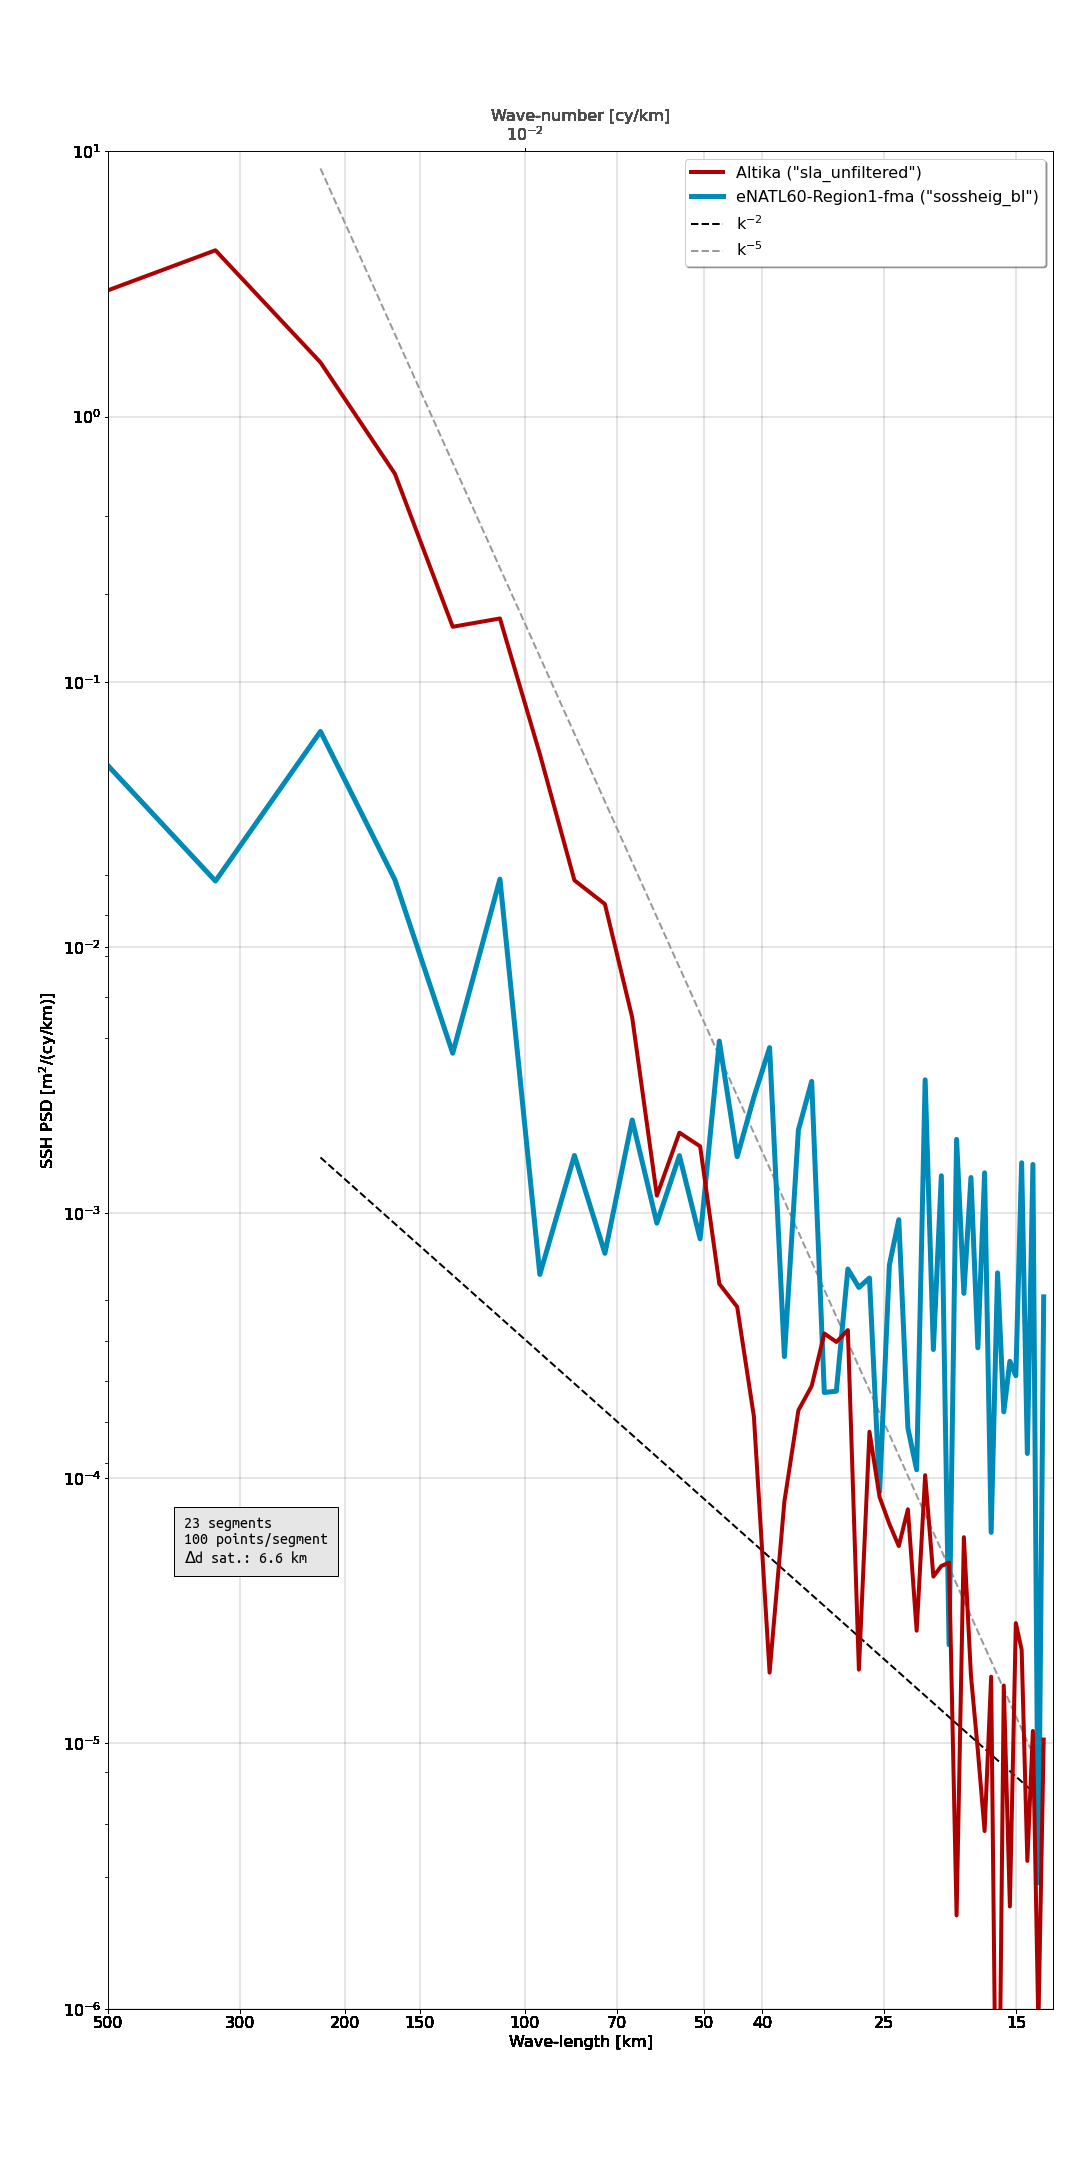 Wave-number [cy/km]
10⁻²
10¹
10⁰
10⁻¹
10⁻²
10⁻³
10⁻⁴
10⁻⁵
10⁻⁶
SSH PSD [m²/(cy/km)]
Altika ("sla_unfiltered")
eNATL60-Region1-fma ("sossheig_bl")
k⁻²
k⁻⁵
23 segments
100 points/segment
Δd sat.: 6.6 km
500 300 200 150 100 70 50 40 25 15
Wave-length [km]